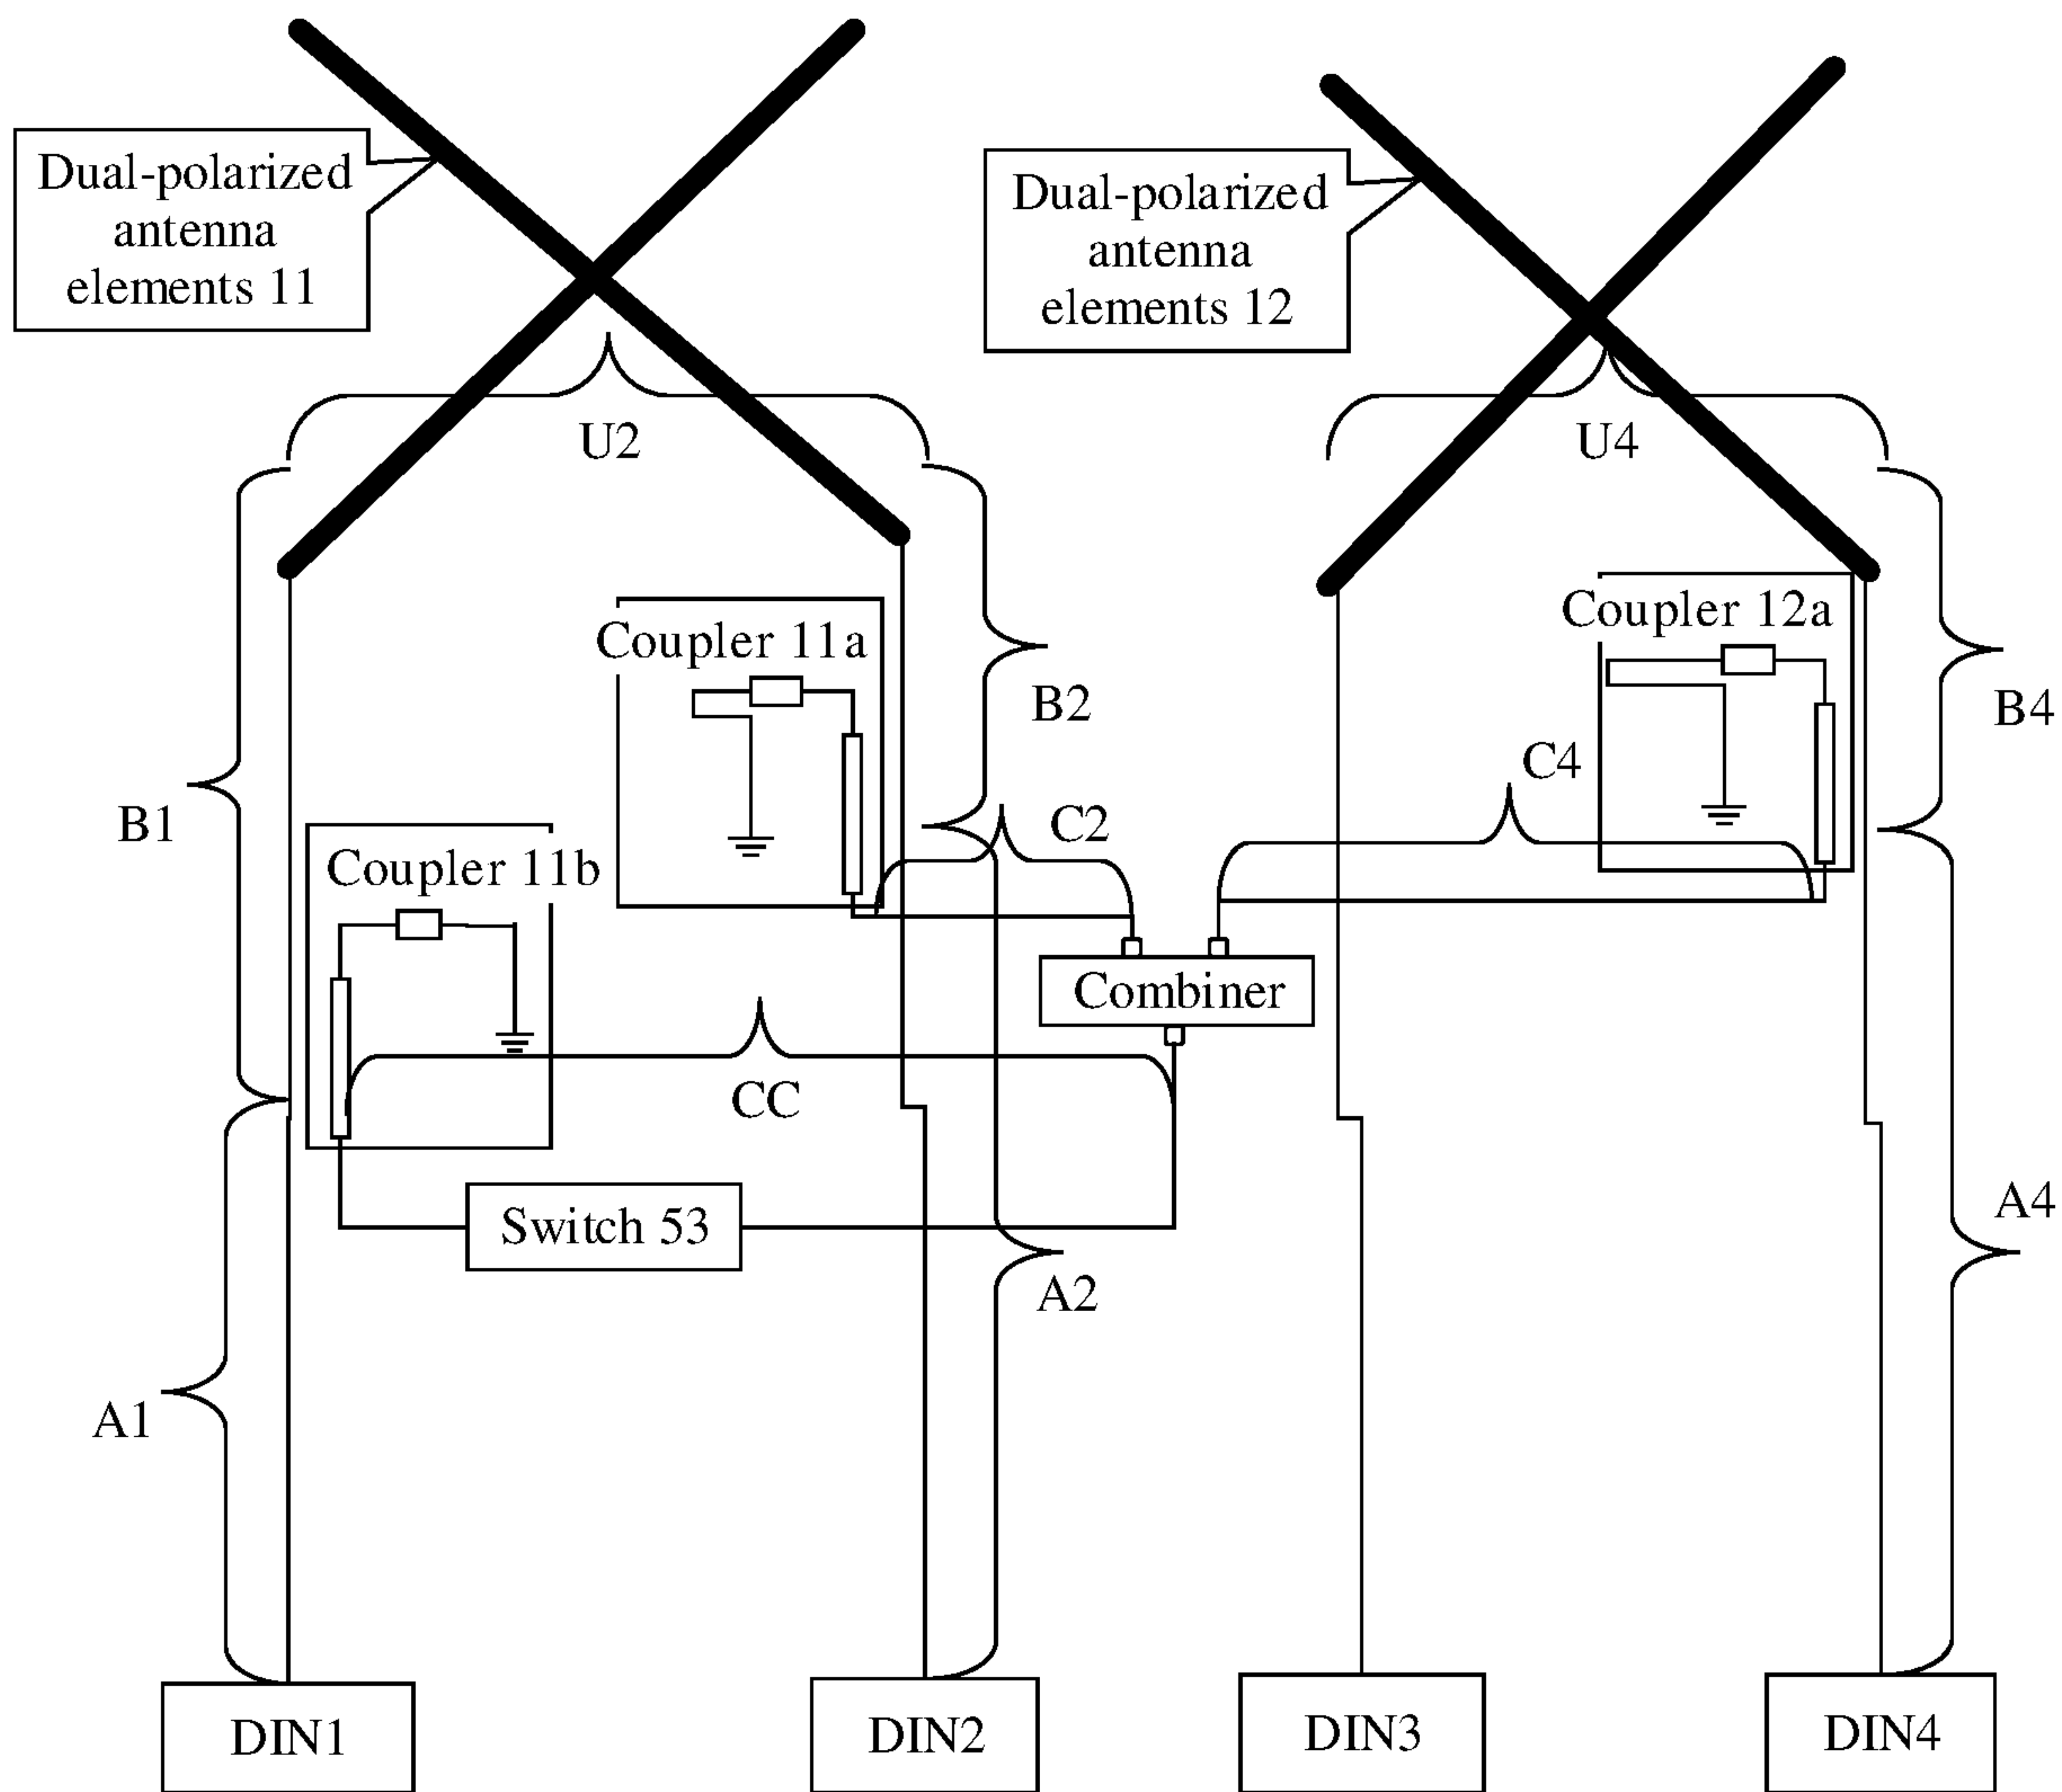 Dual-polarized
antenna
elements 11
Dual-polarized
antenna
elements 12
U2
U4
Coupler 11a
Coupler 12a
B2
B4
C4
B1
C2
Coupler 11b
Combiner
CC
Switch 53
A4
A2
A1
DIN1
DIN2
DIN3
DIN4